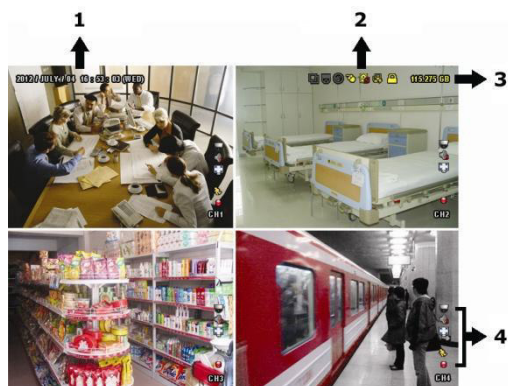 1
2
2012 / JULY / 04 16 : 53 : 03 (WED)
115.275 GB
3
CH1
CH2
CH3
CH4
4